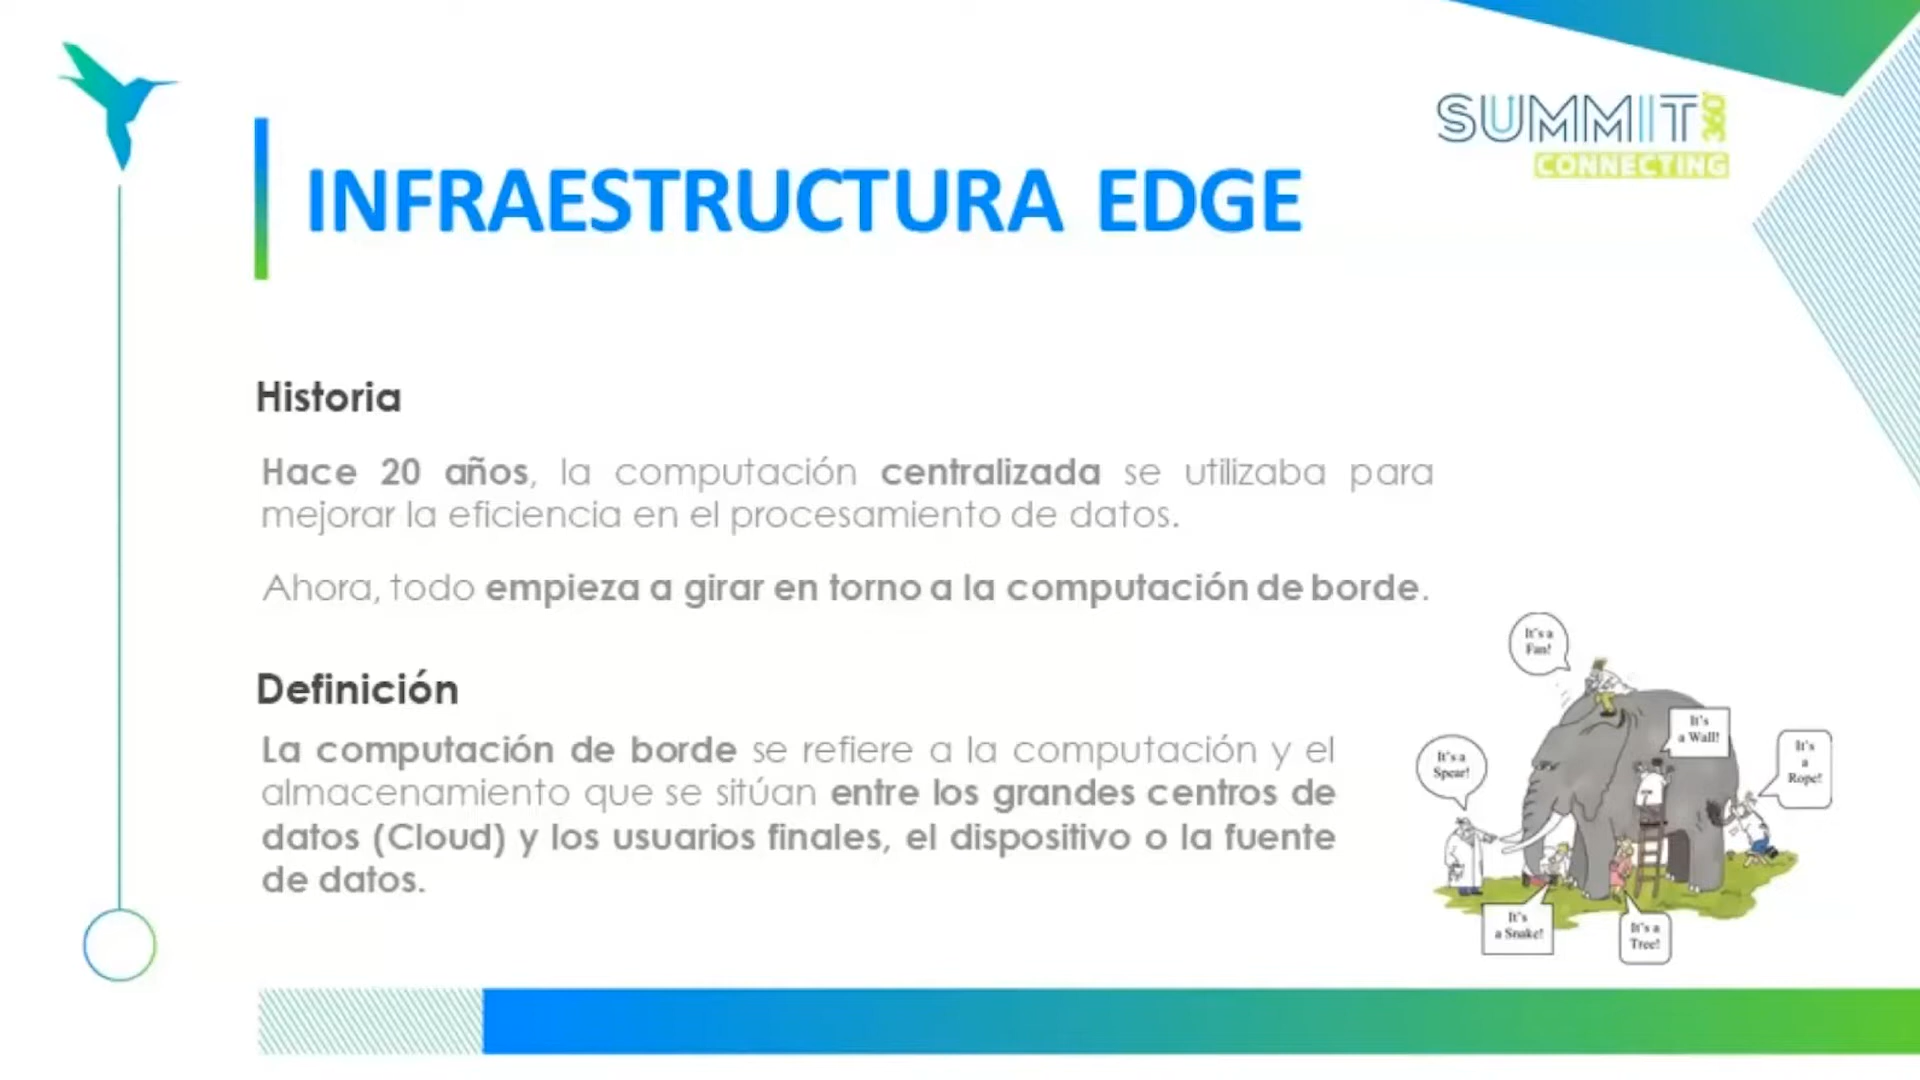 SUMMIT 360°
CONNECTING
INFRAESTRUCTURA EDGE
Historia
Hace 20 años, la computación centralizada se utilizaba para
mejorar la eficiencia en el procesamiento de datos.
Ahora, todo empieza a girar en torno a la computación de borde.
Definición
La computación de borde se refiere a la computación y el
almacenamiento que se sitúan entre los grandes centros de
datos (Cloud) y los usuarios finales, el dispositivo o la fuente
de datos.
It's a
Fan!
It's
a Wall!
It's
a
Rope!
It's a
Spear!
It's
a Snake!
It's a
Tree!